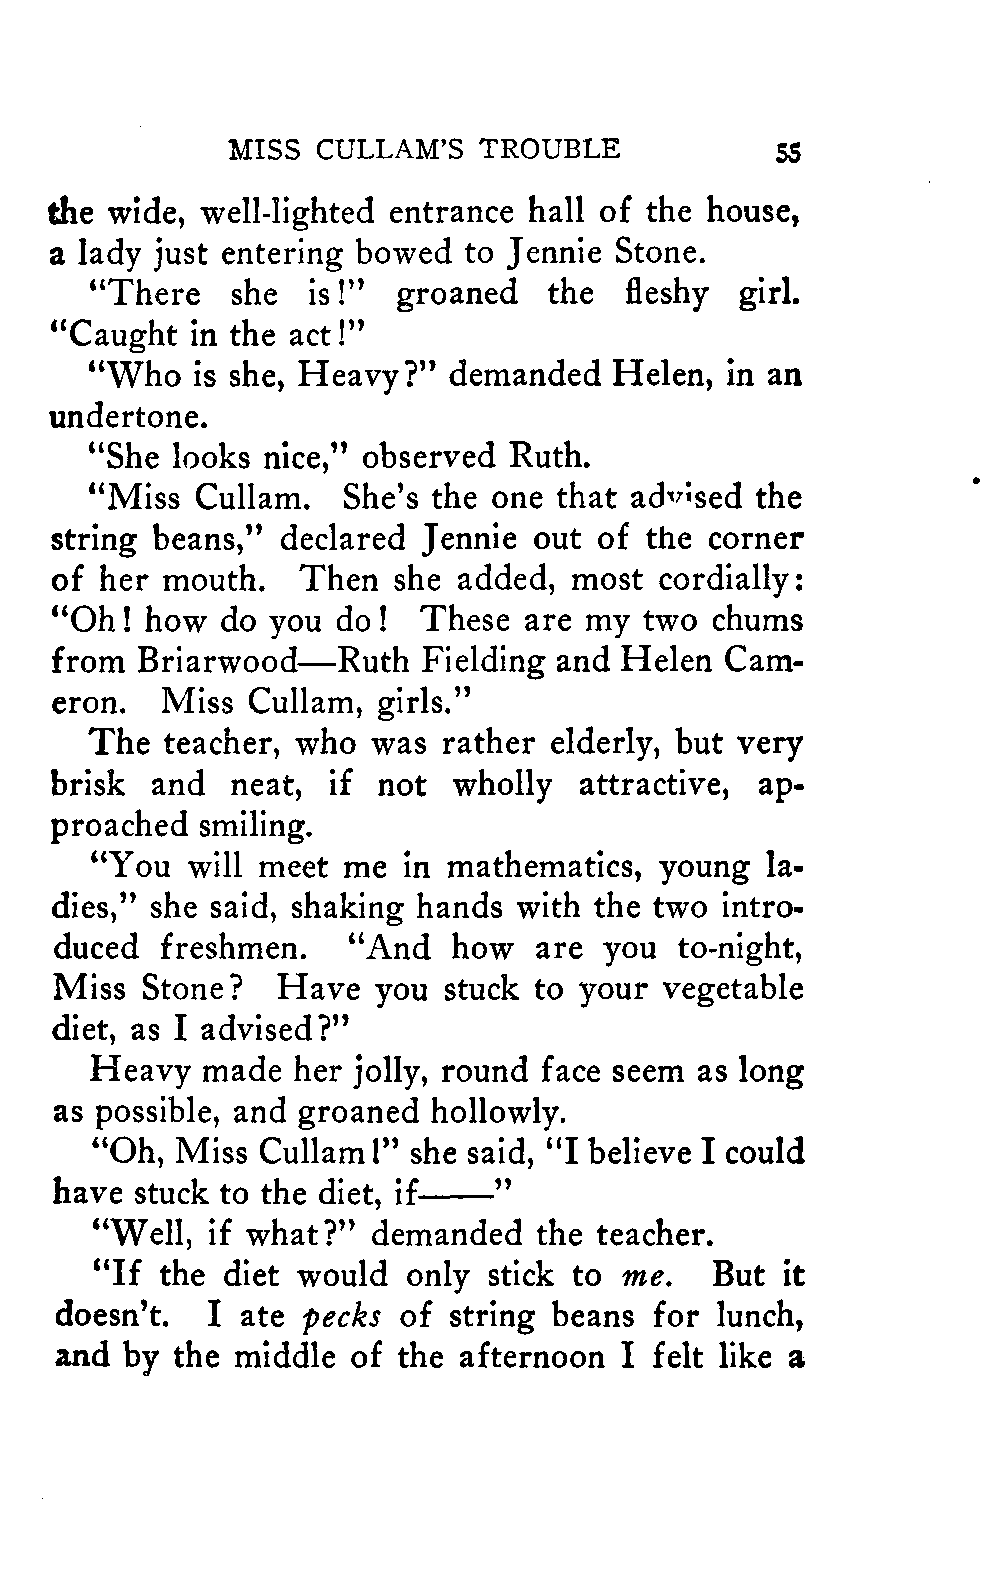 MISS CULLAM'S TROUBLE 55
the wide, well-lighted entrance hall of the house,
a lady just entering bowed to Jennie Stone.
"There she is!" groaned the fleshy girl.
"Caught in the act!"
"Who is she, Heavy?" demanded Helen, in an
undertone.
"She looks nice," observed Ruth.
"Miss Cullam. She's the one that advised the
string beans," declared Jennie out of the corner
of her mouth. Then she added, most cordially:
"Oh! how do you do! These are my two chums
from Briarwood—Ruth Fielding and Helen Cam-
eron. Miss Cullam, girls."
The teacher, who was rather elderly, but very
brisk and neat, if not wholly attractive, ap-
proached smiling.
"You will meet me in mathematics, young la-
dies," she said, shaking hands with the two intro-
duced freshmen. "And how are you to-night,
Miss Stone? Have you stuck to your vegetable
diet, as I advised?"
Heavy made her jolly, round face seem as long
as possible, and groaned hollowly.
"Oh, Miss Cullam!" she said, "I believe I could
have stuck to the diet, if——"
"Well, if what?" demanded the teacher.
"If the diet would only stick to me. But it
doesn't. I ate pecks of string beans for lunch,
and by the middle of the afternoon I felt like a